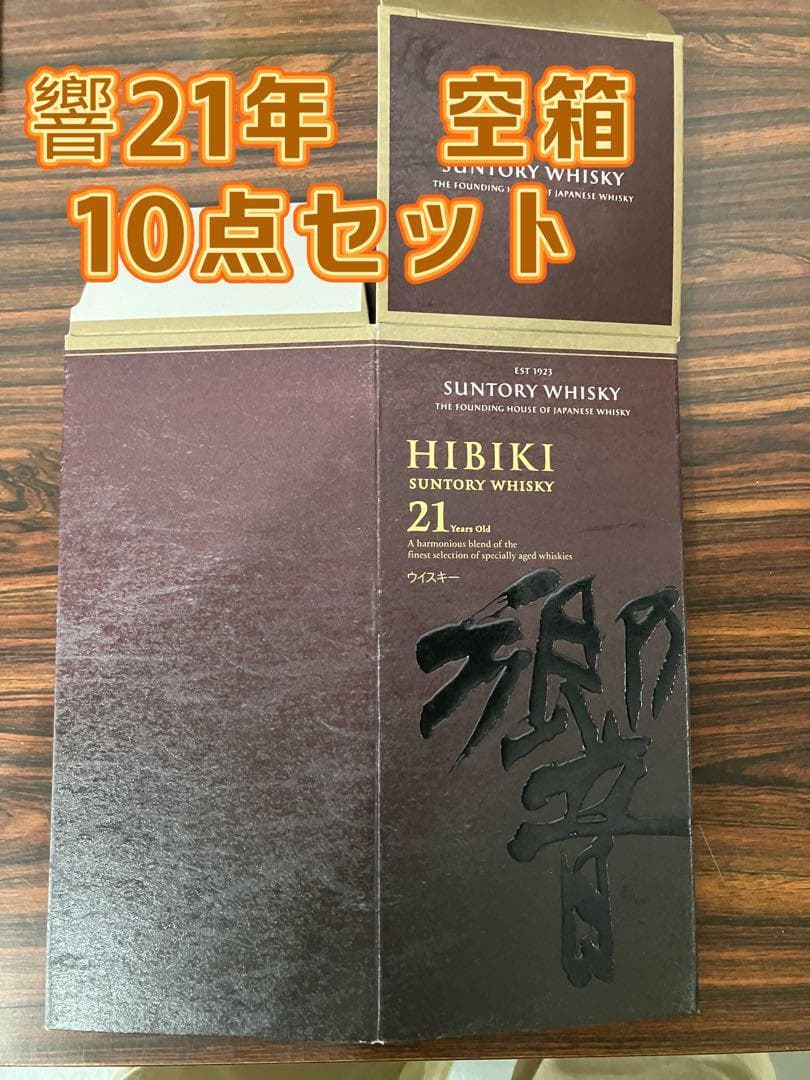 響21年 空箱
10点セット
SUNTORY WHISKY
THE FOUNDING HOUSE OF JAPANESE WHISKY
EST 1923
SUNTORY WHISKY
THE FOUNDING HOUSE OF JAPANESE WHISKY
HIBIKI
SUNTORY WHISKY
21 Years Old
A harmonious blend of the
finest selection of specially aged whiskies
ウイスキー
響